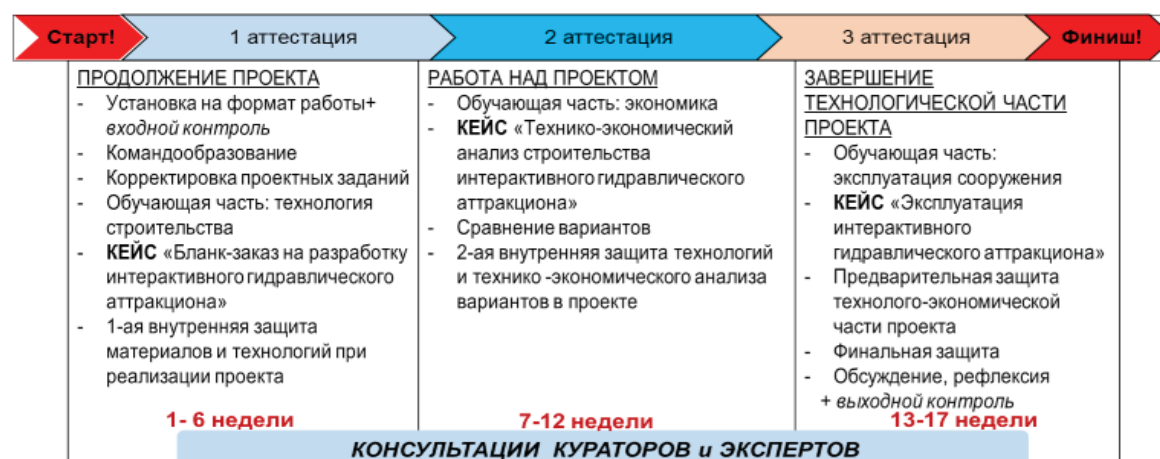 Старт!
1 аттестация
2 аттестация
3 аттестация
Финиш!
ПРОДОЛЖЕНИЕ ПРОЕКТА
- Установка на формат работы+
входной контроль
- Командообразование
- Корректировка проектных заданий
- Обучающая часть: технология
строительства
- КЕЙС «Бланк-заказ на разработку
интерактивного гидравлического
аттракциона»
- 1-ая внутренняя защита
материалов и технологий при
реализации проекта
1- 6 недели
РАБОТА НАД ПРОЕКТОМ
- Обучающая часть: экономика
- КЕЙС «Технико-экономический
анализ строительства
интерактивного гидравлического
аттракциона»
- Сравнение вариантов
- 2-ая внутренняя защита технологий
и технико -экономического анализа
вариантов в проекте
7-12 недели
ЗАВЕРШЕНИЕ
ТЕХНОЛОГИЧЕСКОЙ ЧАСТИ
ПРОЕКТА
- Обучающая часть:
эксплуатация сооружения
- КЕЙС «Эксплуатация
интерактивного
гидравлического аттракциона»
- Предварительная защита
технолого-экономической
части проекта
- Финальная защита
- Обсуждение, рефлексия
+ выходной контроль
13-17 недели
КОНСУЛЬТАЦИИ КУРАТОРОВ и ЭКСПЕРТОВ